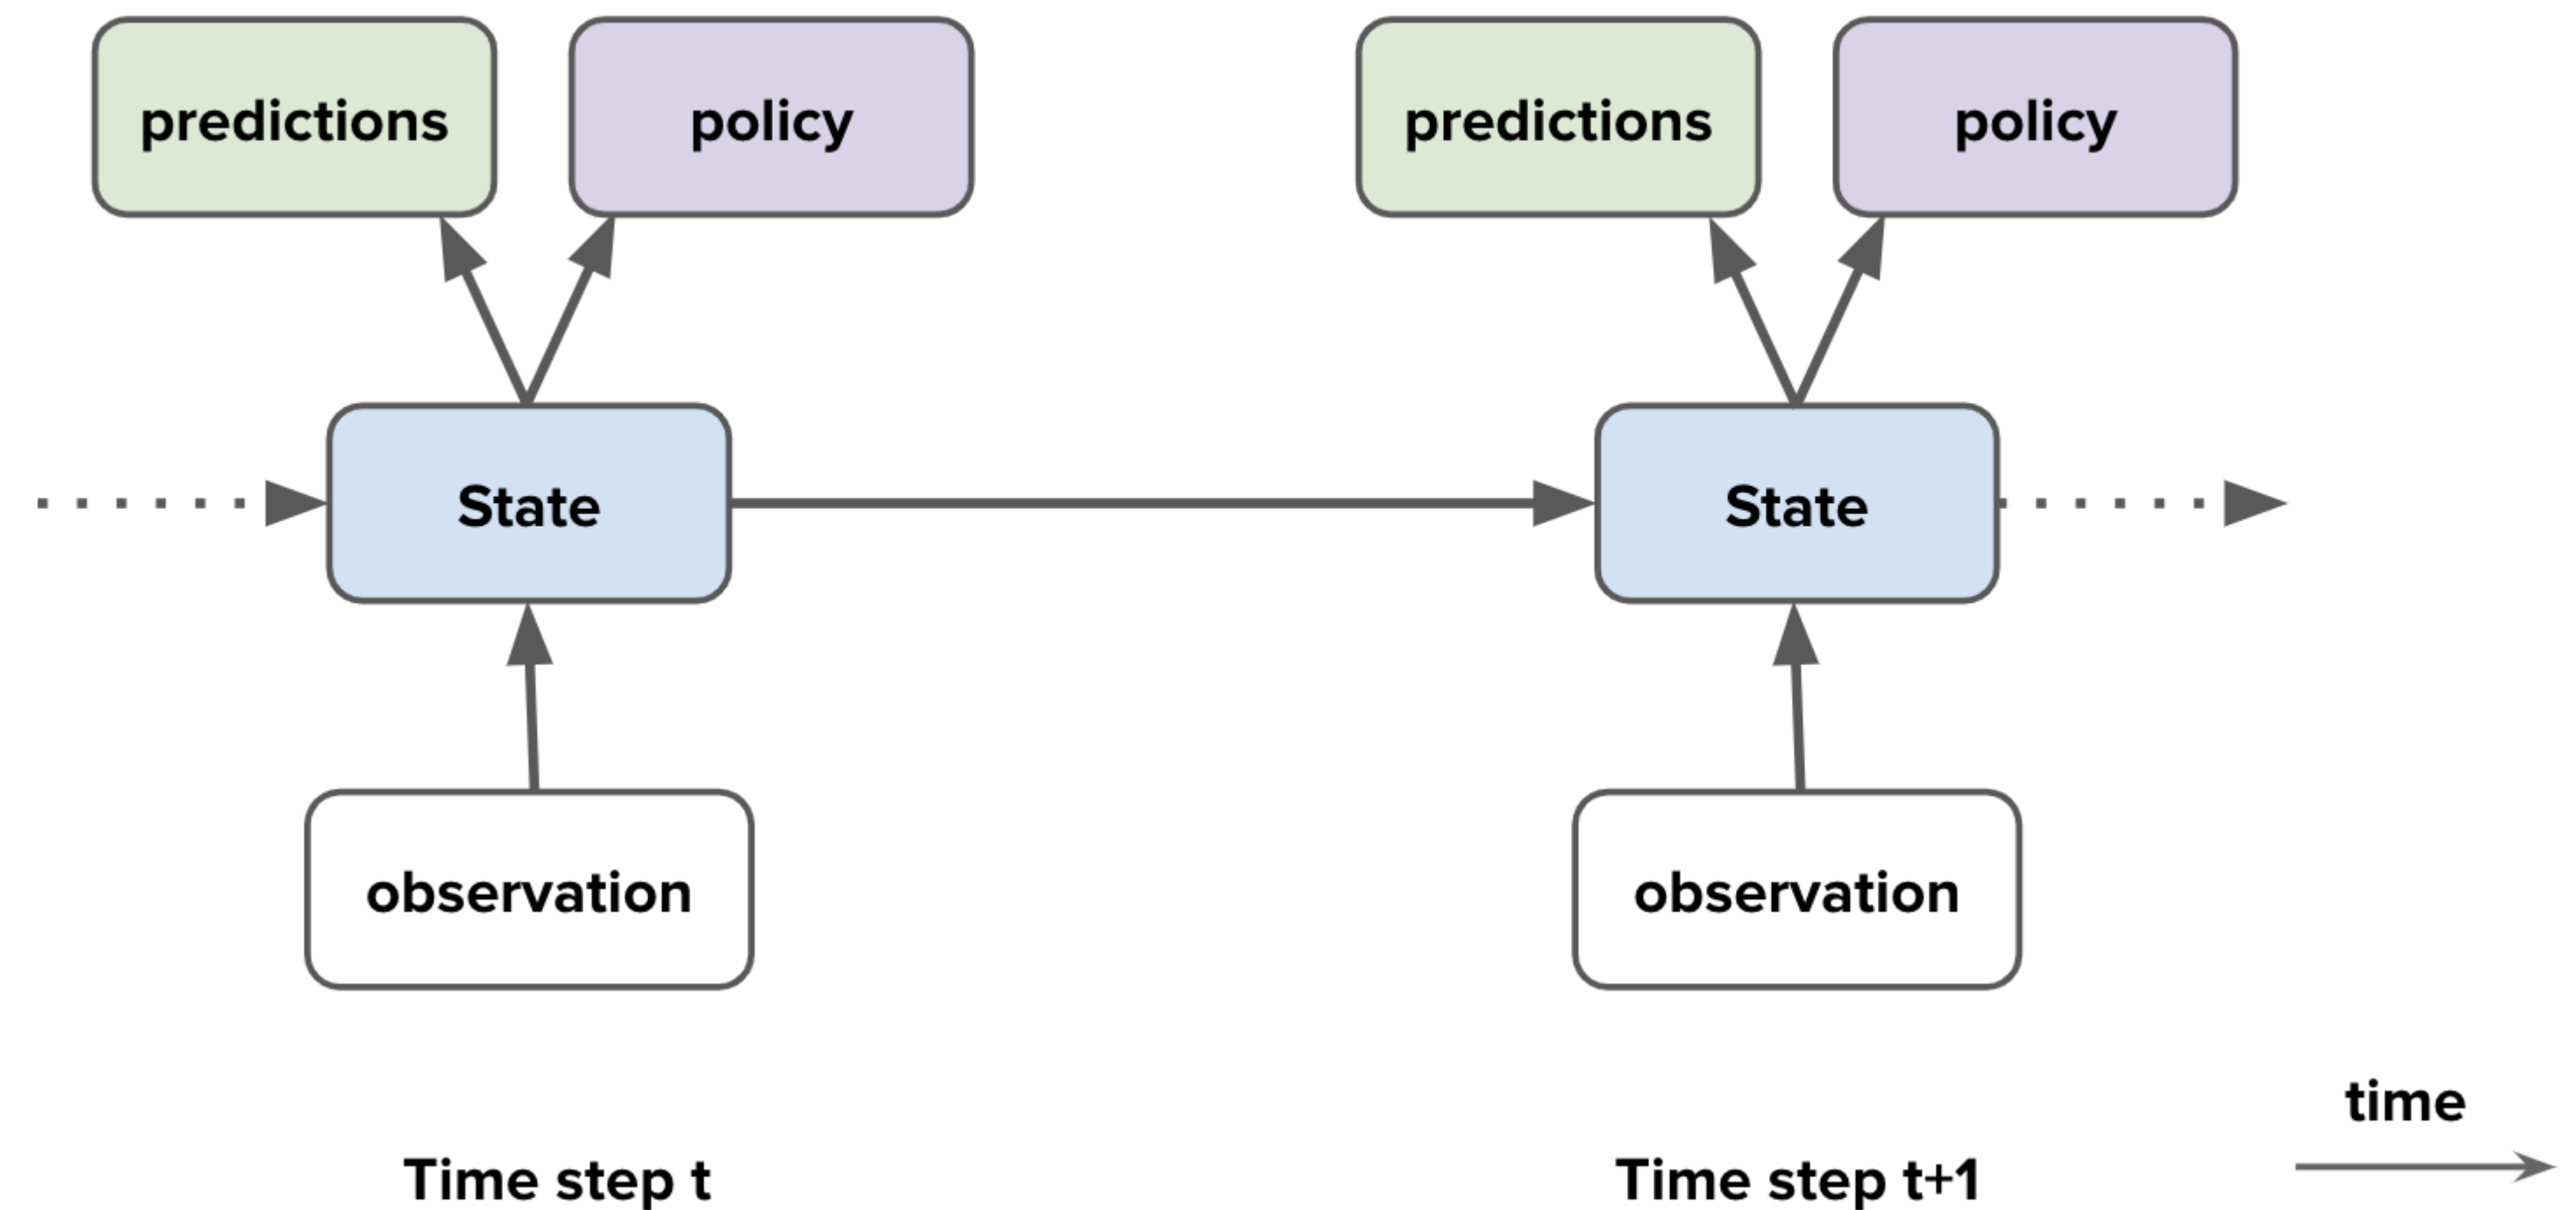 predictions
policy
predictions
policy
State
State
observation
observation
time
Time step t
Time step t+1